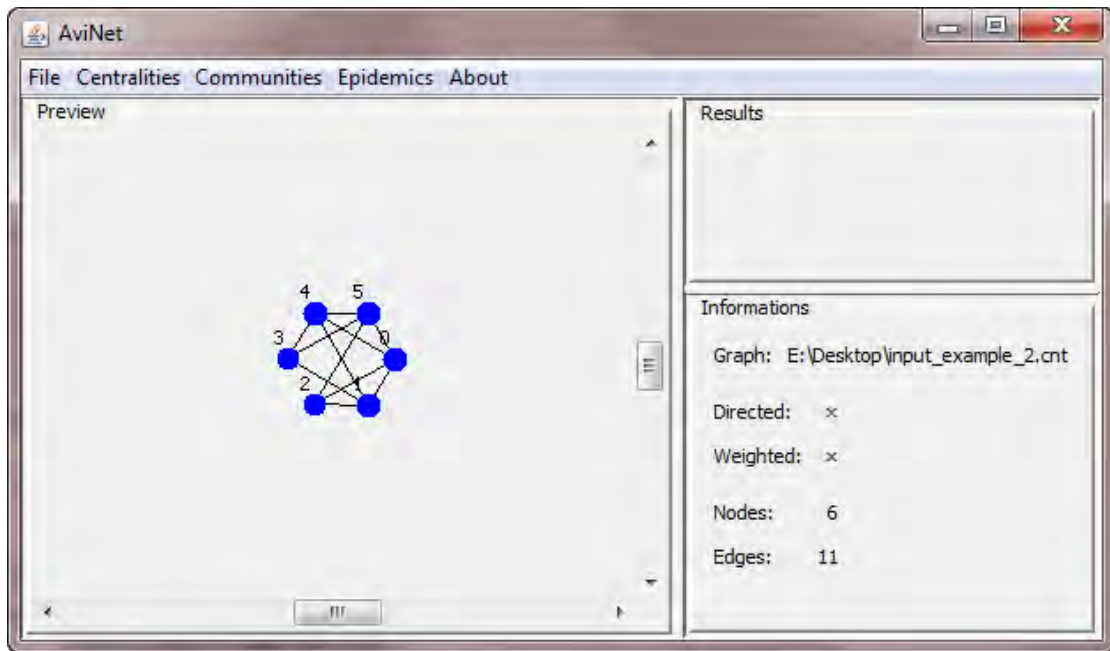 AviNet
File Centralities Communities Epidemics About
Preview
4 5
3 0
2 1
Results
Informations
Graph: E:\Desktop\input_example_2.cnt
Directed: ×
Weighted: ×
Nodes: 6
Edges: 11